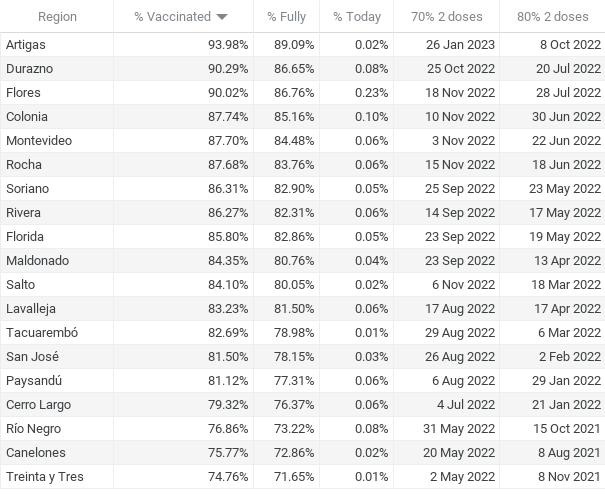 Region % Vaccinated % Fully % Today 70% 2 doses 80% 2 doses
Artigas 93.98% 89.09% 0.02% 26 Jan 2023 8 Oct 2022
Durazno 90.29% 86.65% 0.08% 25 Oct 2022 20 Jul 2022
Flores 90.02% 86.76% 0.23% 18 Nov 2022 28 Jul 2022
Colonia 87.74% 85.16% 0.10% 10 Nov 2022 30 Jun 2022
Montevideo 87.70% 84.48% 0.06% 3 Nov 2022 22 Jun 2022
Rocha 87.68% 83.76% 0.06% 15 Nov 2022 18 Jun 2022
Soriano 86.31% 82.90% 0.05% 25 Sep 2022 23 May 2022
Rivera 86.27% 82.31% 0.06% 14 Sep 2022 17 May 2022
Florida 85.80% 82.86% 0.05% 23 Sep 2022 19 May 2022
Maldonado 84.35% 80.76% 0.04% 23 Sep 2022 13 Apr 2022
Salto 84.10% 80.05% 0.02% 6 Nov 2022 18 Mar 2022
Lavalleja 83.23% 81.50% 0.06% 17 Aug 2022 17 Apr 2022
Tacuarembó 82.69% 78.98% 0.01% 29 Aug 2022 6 Mar 2022
San José 81.50% 78.15% 0.03% 26 Aug 2022 2 Feb 2022
Paysandú 81.12% 77.31% 0.06% 6 Aug 2022 29 Jan 2022
Cerro Largo 79.32% 76.37% 0.06% 4 Jul 2022 21 Jan 2022
Río Negro 76.86% 73.22% 0.08% 31 May 2022 15 Oct 2021
Canelones 75.77% 72.86% 0.02% 20 May 2022 8 Aug 2021
Treinta y Tres 74.76% 71.65% 0.01% 2 May 2022 8 Nov 2021